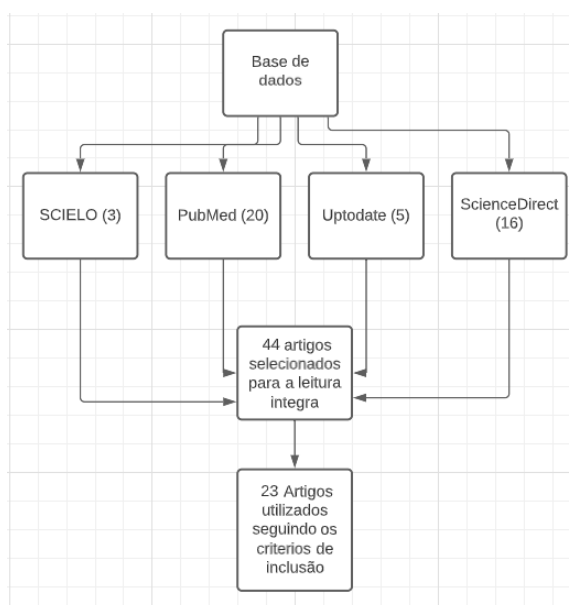 Base de
dados
SCIELO (3)
PubMed (20)
Uptodate (5)
ScienceDirect
(16)
44 artigos
selecionados
para a leitura
integra
23 Artigos
utilizados
seguindo os
criterios de
inclusão